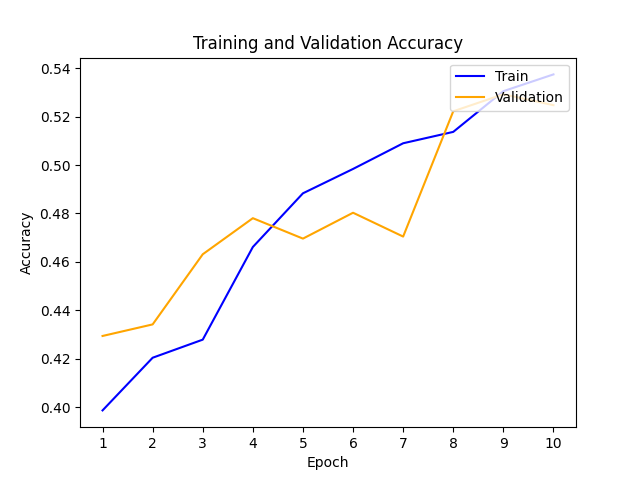 Training and Validation Accuracy
Train
Validation
Accuracy
0.54
0.52
0.50
0.48
0.46
0.44
0.42
0.40
1 2 3 4 5 6 7 8 9 10
Epoch